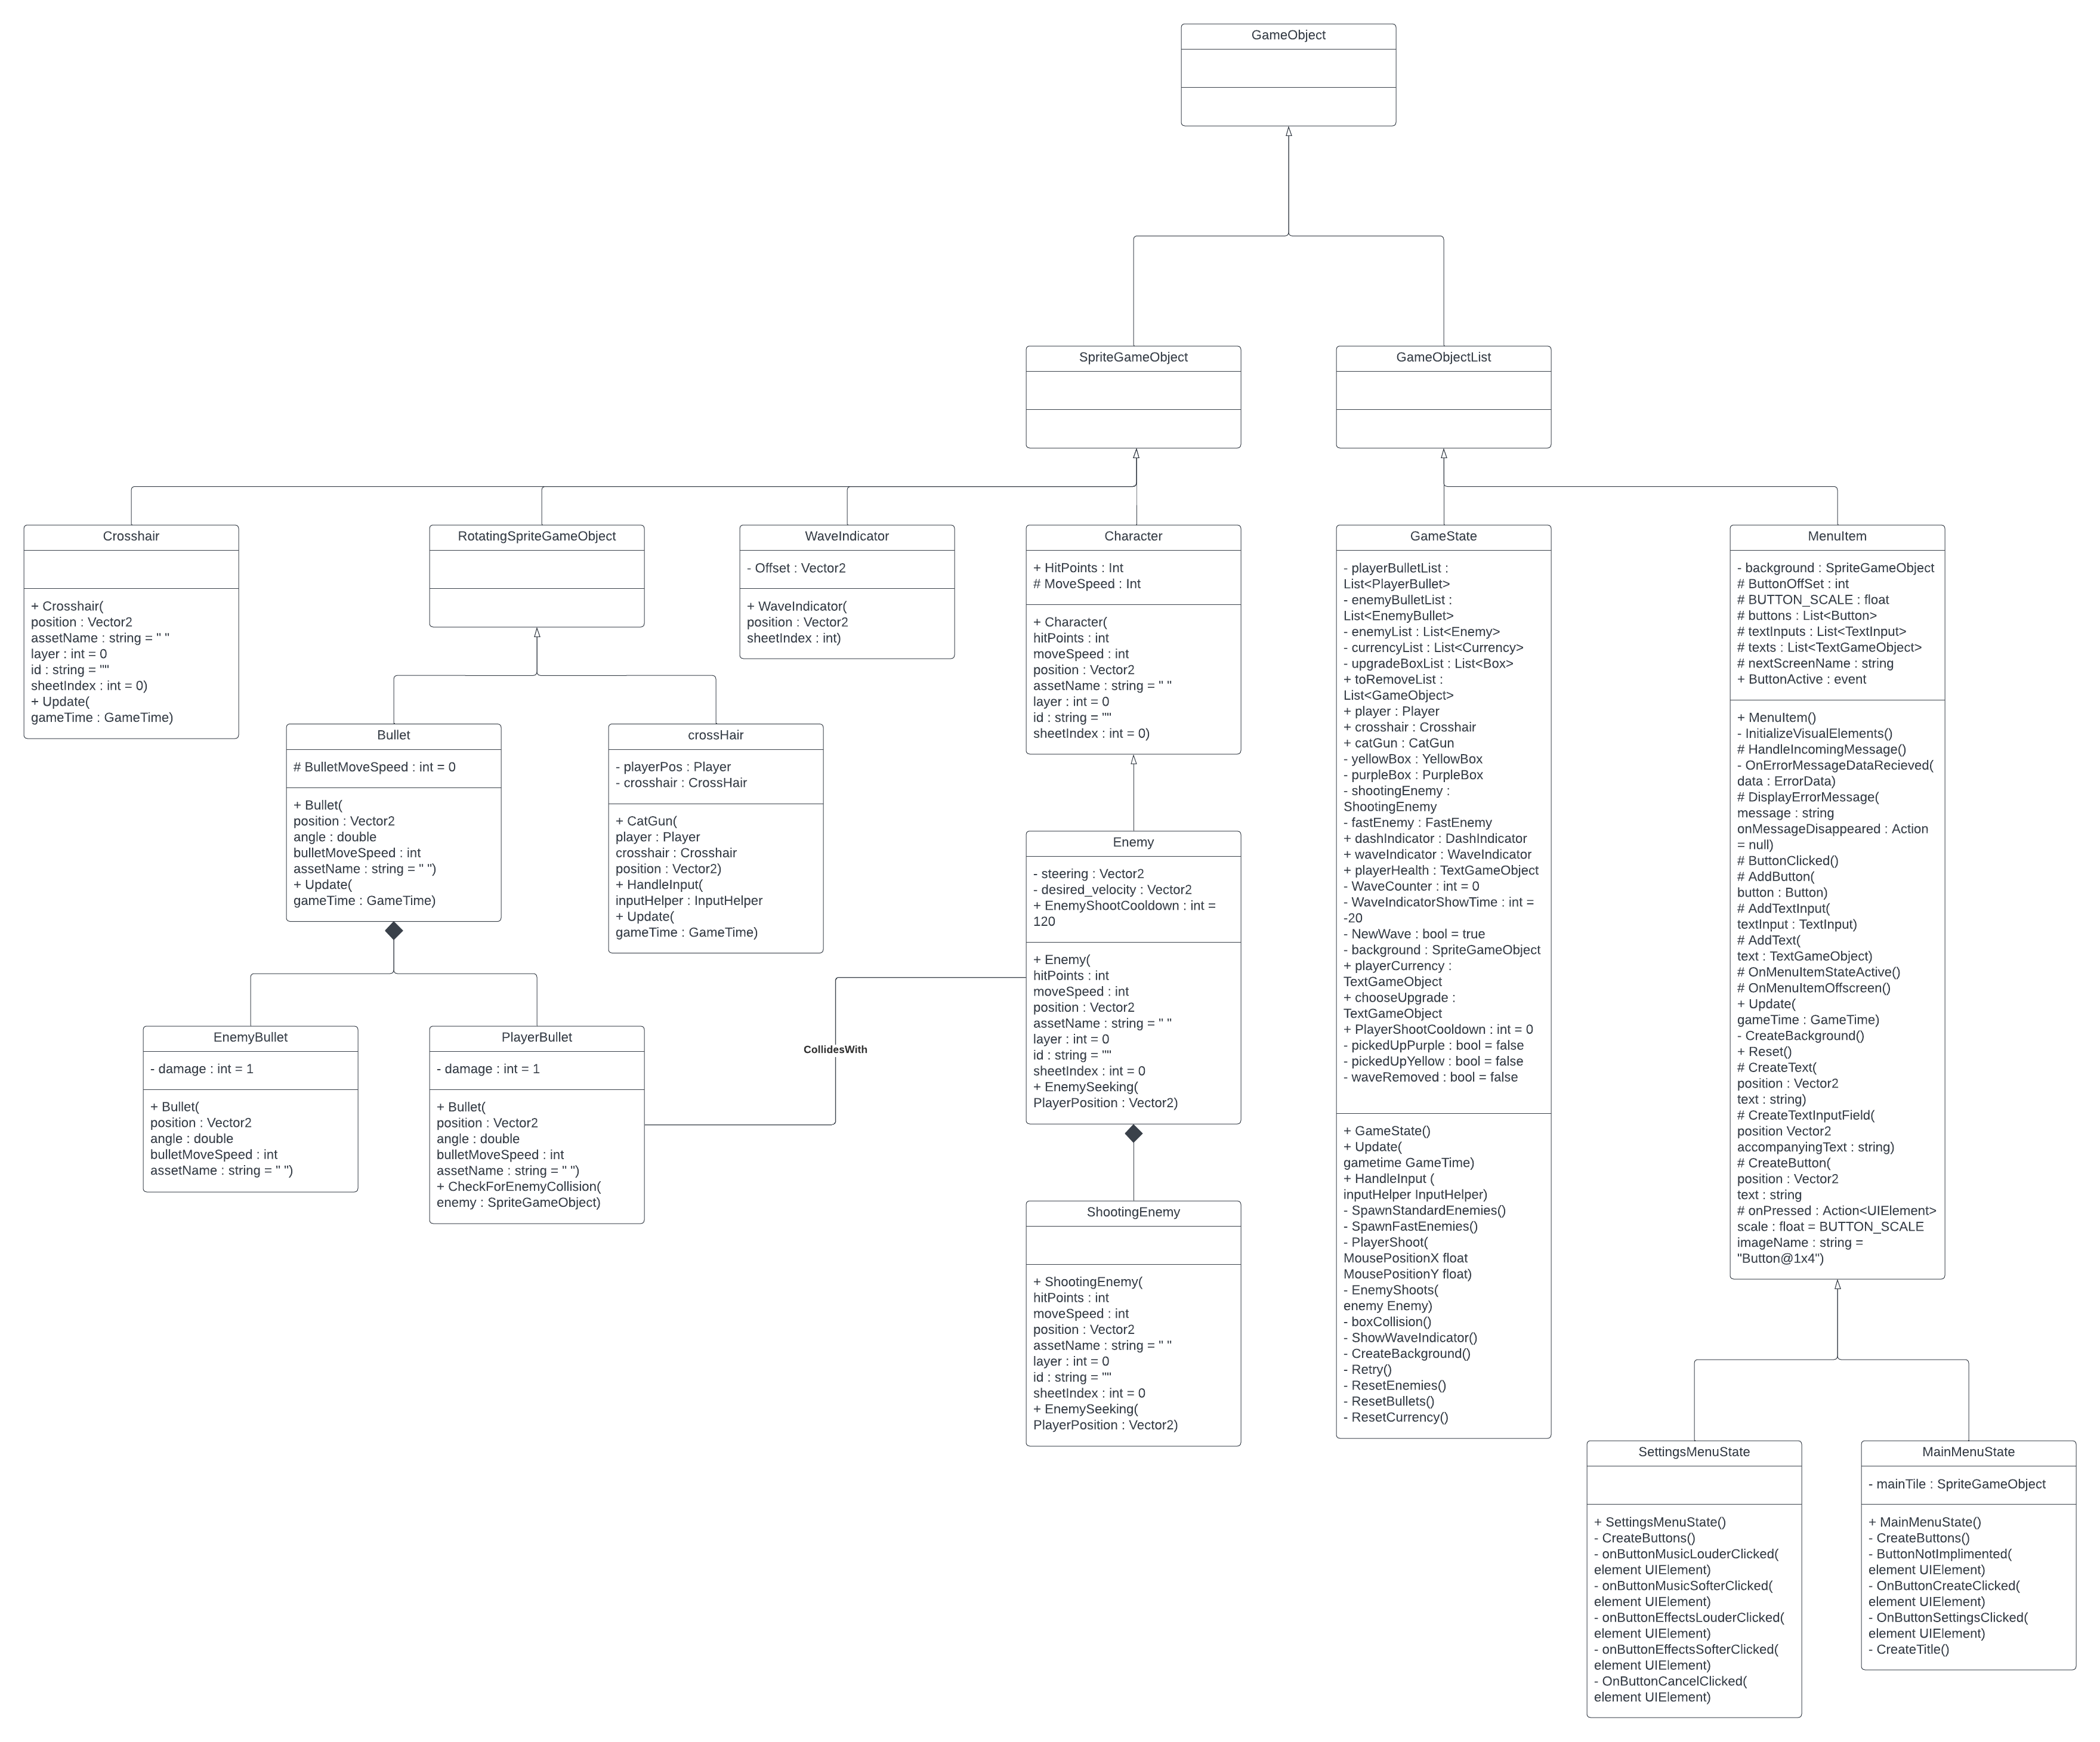 GameObject
SpriteGameObject
GameObjectList
Crosshair
+ Crosshair(
position : Vector2
assetName : string = " "
layer : int = 0
id : string = ""
sheetIndex : int = 0)
+ Update(
gameTime : GameTime)
RotatingSpriteGameObject
WaveIndicator
- Offset : Vector2
+ WaveIndicator(
position : Vector2
sheetIndex : int)
Character
+ HitPoints : Int
# MoveSpeed : Int
+ Character(
hitPoints : int
moveSpeed : int
position : Vector2
assetName : string = " "
layer : int = 0
id : string = ""
sheetIndex : int = 0)
GameState
- playerBulletList :
List<PlayerBullet>
- enemyBulletList :
List<EnemyBullet>
- enemyList : List<Enemy>
- currencyList : List<Currency>
- upgradeBoxList : List<Box>
+ toRemoveList :
List<GameObject>
+ player : Player
+ crosshair : Crosshair
+ catGun : CatGun
- yellowBox : YellowBox
- purpleBox : PurpleBox
- shootingEnemy :
ShootingEnemy
- fastEnemy : FastEnemy
+ dashIndicator : DashIndicator
+ waveIndicator : WaveIndicator
+ playerHealth : TextGameObject
- WaveCounter : int = 0
- WaveIndicatorShowTime : int =
-20
- NewWave : bool = true
- background : SpriteGameObject
+ playerCurrency :
TextGameObject
+ chooseUpgrade :
TextGameObject
+ PlayerShootCooldown : int = 0
- pickedUpPurple : bool = false
- pickedUpYellow : bool = false
- waveRemoved : bool = false
+ GameState()
+ Update(
gametime GameTime)
+ HandleInput (
inputHelper InputHelper)
- SpawnStandardEnemies()
- SpawnFastEnemies()
- PlayerShoot(
MousePositionX float
MousePositionY float)
- EnemyShoots(
enemy Enemy)
- boxCollision()
- ShowWaveIndicator()
- CreateBackground()
- Retry()
- ResetEnemies()
- ResetBullets()
- ResetCurrency()
MenuItem
- background : SpriteGameObject
# ButtonOffSet : int
# BUTTON_SCALE : float
# buttons : List<Button>
# textInputs : List<TextInput>
# texts : List<TextGameObject>
# nextScreenName : string
+ ButtonActive : event
+ MenuItem()
- InitializeVisualElements()
# HandleIncomingMessage()
- OnErrorMessageDataRecieved(
data : ErrorData)
# DisplayErrorMessage(
message : string
onMessageDisappeared : Action
= null)
# ButtonClicked()
# AddButton(
button : Button)
# AddTextInput(
textInput : TextInput)
# AddText(
text : TextGameObject)
# OnMenuItemStateActive()
# OnMenuItemOffscreen()
+ Update(
gameTime : GameTime)
- CreateBackground()
+ Reset()
# CreateText(
position : Vector2
text : string)
# CreateTextInputField(
position Vector2
accompanyingText : string)
# CreateButton(
position : Vector2
text : string
# onPressed : Action<UIElement>
scale : float = BUTTON_SCALE
imageName : string =
"Button@1x4")
Bullet
# BulletMoveSpeed : int = 0
+ Bullet(
position : Vector2
angle : double
bulletMoveSpeed : int
assetName : string = " ")
+ Update(
gameTime : GameTime)
crossHair
- playerPos : Player
- crosshair : CrossHair
+ CatGun(
player : Player
crosshair : Crosshair
position : Vector2)
+ HandleInput(
inputHelper : InputHelper
+ Update(
gameTime : GameTime)
Enemy
- steering : Vector2
- desired_velocity : Vector2
+ EnemyShootCooldown : int =
120
+ Enemy(
hitPoints : int
moveSpeed : int
position : Vector2
assetName : string = " "
layer : int = 0
id : string = ""
sheetIndex : int = 0
+ EnemySeeking(
PlayerPosition : Vector2)
EnemyBullet
- damage : int = 1
+ Bullet(
position : Vector2
angle : double
bulletMoveSpeed : int
assetName : string = " ")
PlayerBullet
- damage : int = 1
+ Bullet(
position : Vector2
angle : double
bulletMoveSpeed : int
assetName : string = " ")
+ CheckForEnemyCollision(
enemy : SpriteGameObject)
CollidesWith
ShootingEnemy
+ ShootingEnemy(
hitPoints : int
moveSpeed : int
position : Vector2
assetName : string = " "
layer : int = 0
id : string = ""
sheetIndex : int = 0
+ EnemySeeking(
PlayerPosition : Vector2)
SettingsMenuState
+ SettingsMenuState()
- CreateButtons()
- onButtonMusicLouderClicked(
element UIElement)
- onButtonMusicSofterClicked(
element UIElement)
- onButtonEffectsLouderClicked(
element UIElement)
- onButtonEffectsSofterClicked(
element UIElement)
- OnButtonCancelClicked(
element UIElement)
MainMenuState
- mainTile : SpriteGameObject
+ MainMenuState()
- CreateButtons()
- ButtonNotImplimented(
element UIElement)
- OnButtonCreateClicked(
element UIElement)
- OnButtonSettingsClicked(
element UIElement)
- CreateTitle()